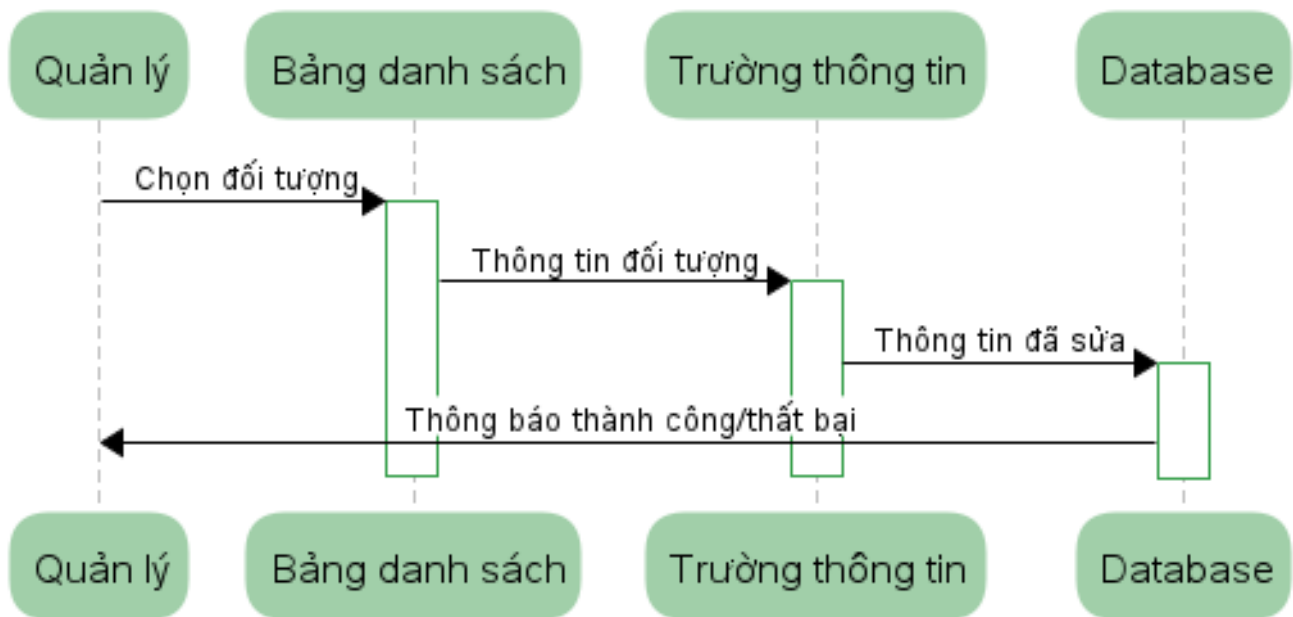 Quản lý
Bảng danh sách
Trường thông tin
Database
Chọn đối tượng
Thông tin đối tượng
Thông tin đã sửa
Thông báo thành công/thất bại
Quản lý
Bảng danh sách
Trường thông tin
Database